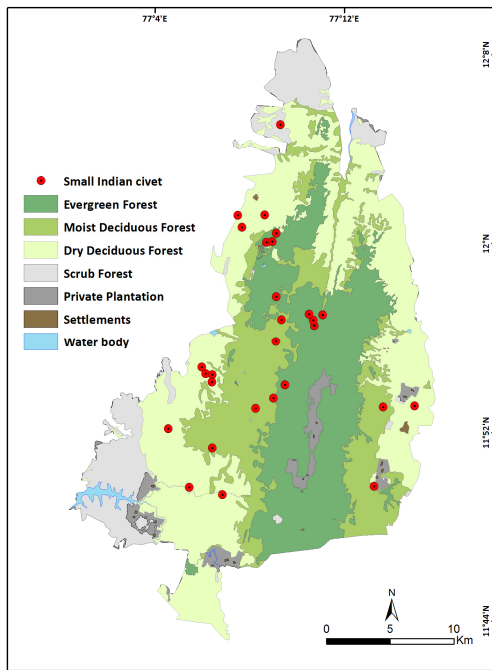 77°4'E
77°12'E
12°8'N
Small Indian civet
Evergreen Forest
Moist Deciduous Forest
Dry Deciduous Forest
Scrub Forest
Private Plantation
Settlements
Water body
12°N
11°52'N
11°44'N
N
0 5 10
Km